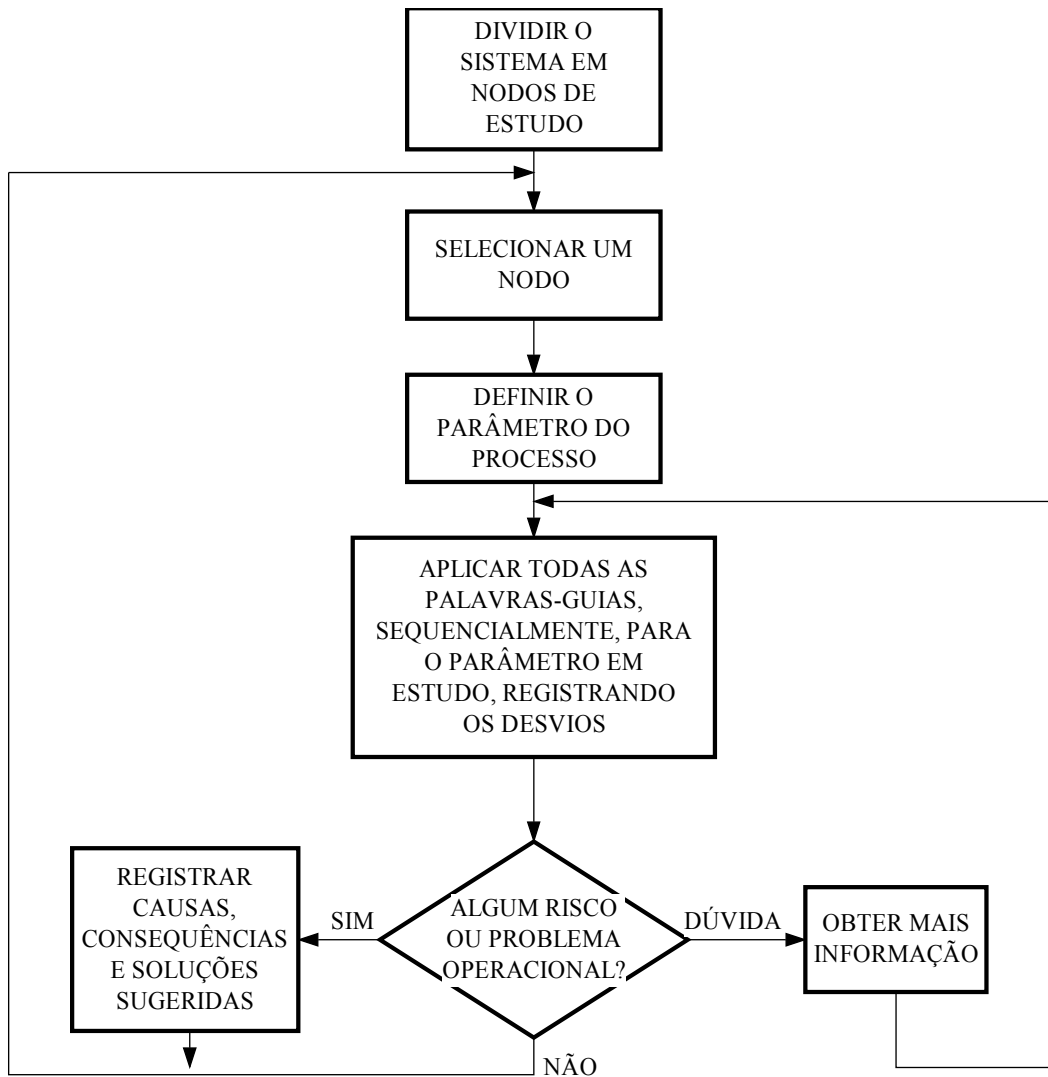 DIVIDIR O
SISTEMA EM
NODOS DE
ESTUDO
SELECIONAR UM
NODO
DEFINIR O
PARÂMETRO DO
PROCESSO
APLICAR TODAS AS
PALAVRAS-GUIAS,
SEQUENCIALMENTE, PARA
O PARÂMETRO EM
ESTUDO, REGISTRANDO
OS DESVIOS
ALGUM RISCO
OU PROBLEMA
OPERACIONAL?
SIM
REGISTRAR
CAUSAS,
CONSEQUÊNCIAS
E SOLUÇÕES
SUGERIDAS
DÚVIDA
OBTER MAIS
INFORMAÇÃO
NÃO